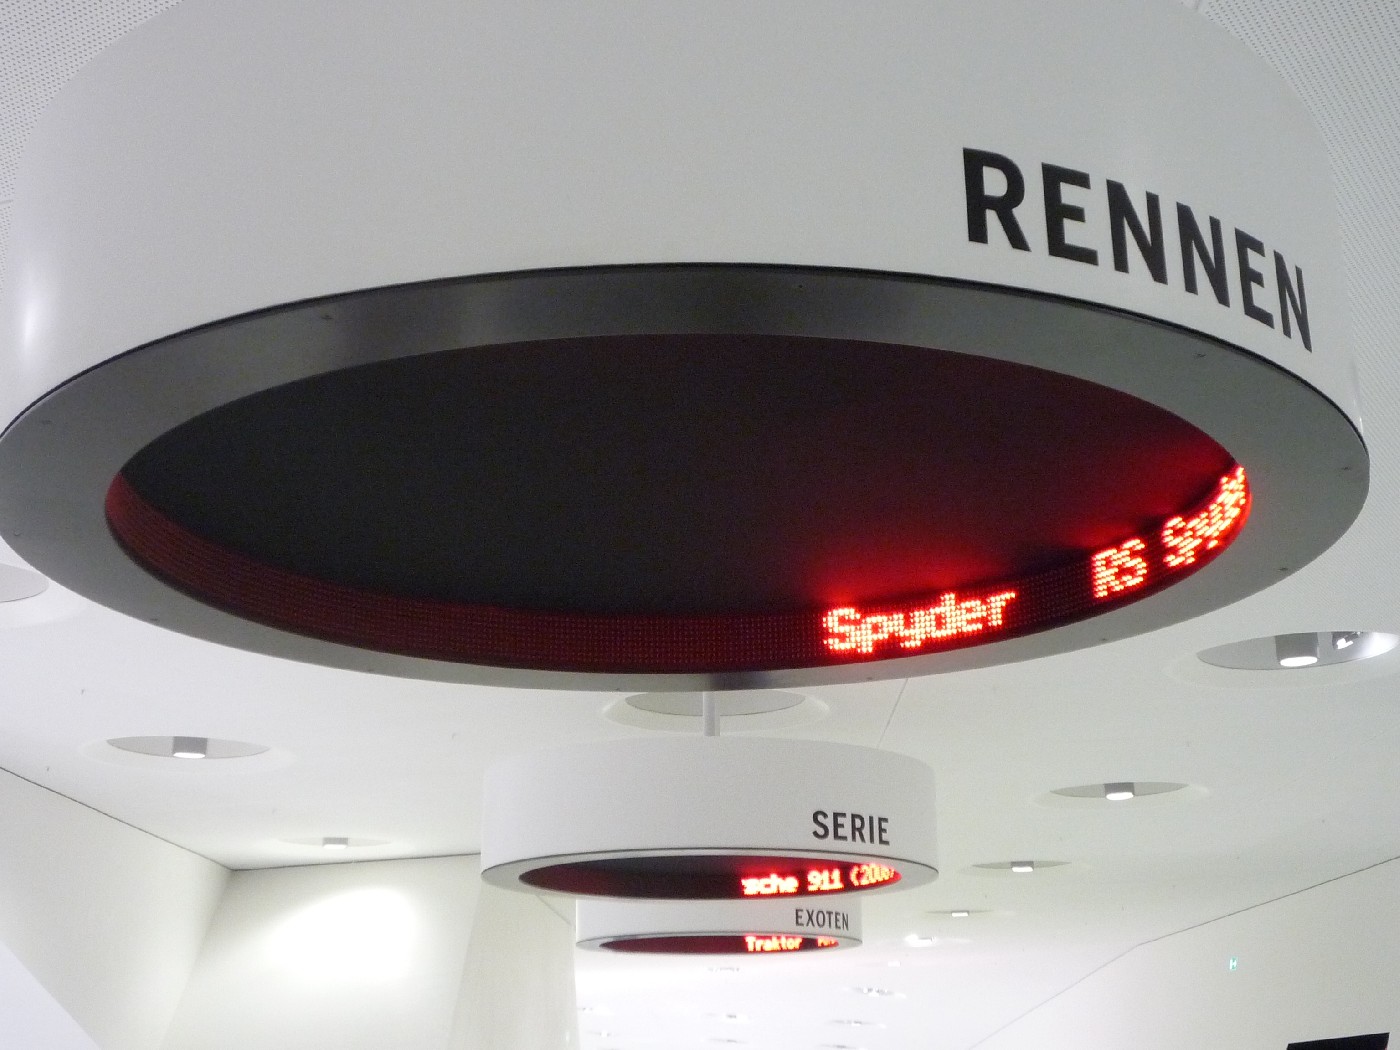 RENNEN
Spyder RS
SERIE
911
EXOTEN
Traktor